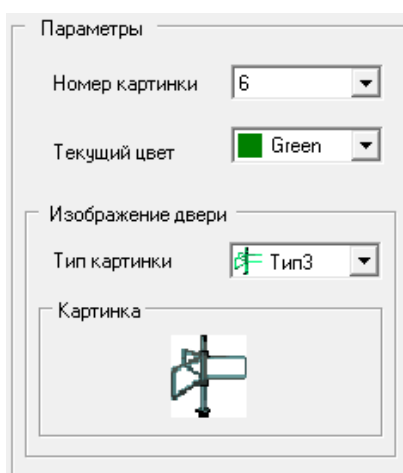 Параметры
Номер картинки 6
Текущий цвет Green
Изображение двери
Тип картинки Тип3
Картинка